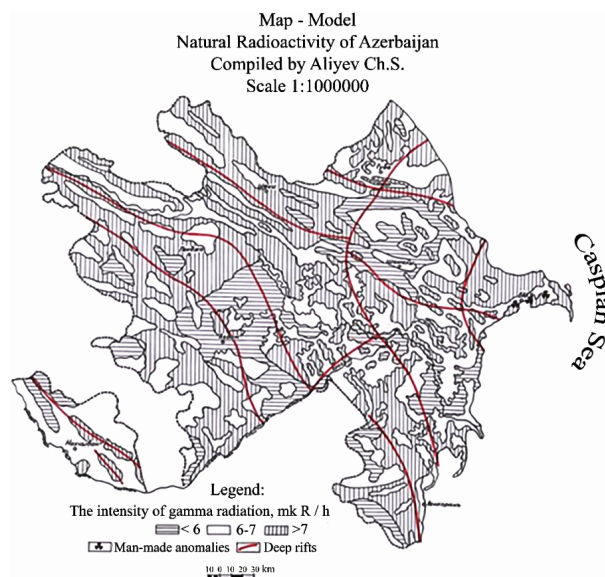 Map - Model
Natural Radioactivity of Azerbaijan
Compiled by Aliyev Ch.S.
Scale 1:1000000
Caspian Sea
Legend:
The intensity of gamma radiation, mk R / h
< 6 6-7 >7
Man-made anomalies Deep rifts
10 0 10 20 30 km